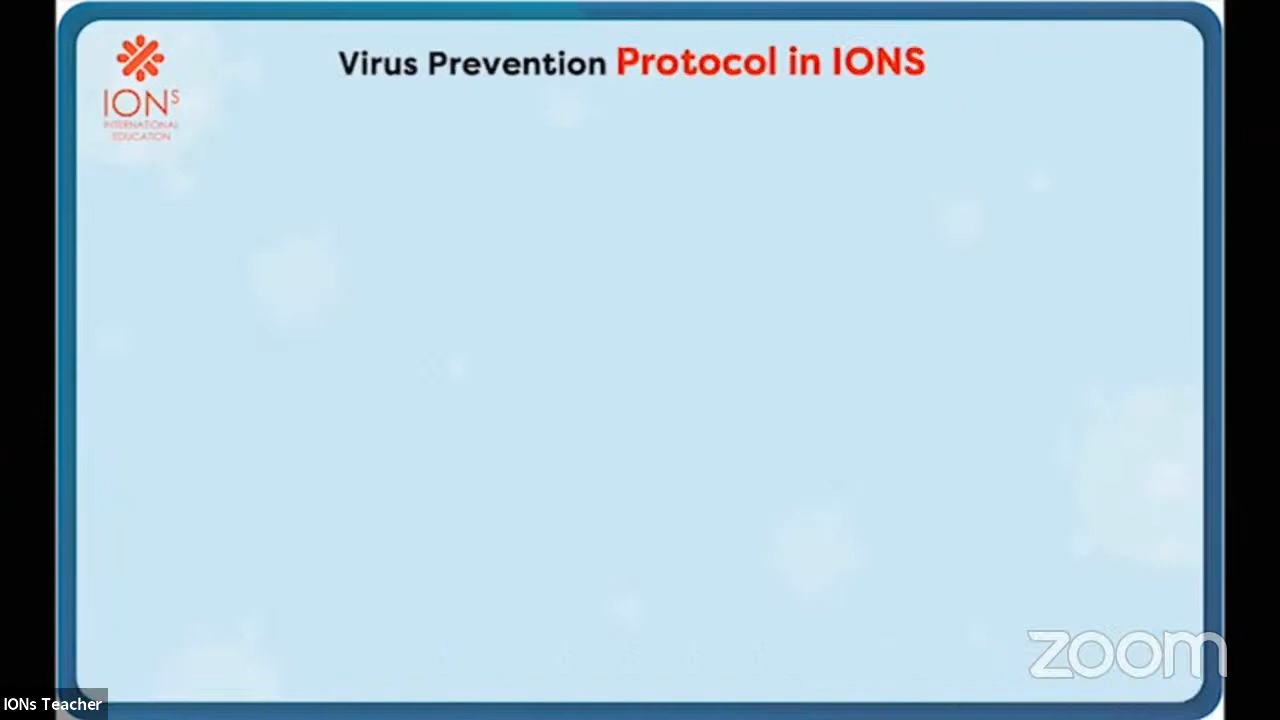 Virus Prevention Protocol in IONS
IONS
INTERNATIONAL
EDUCATION
zoom
IONs Teacher